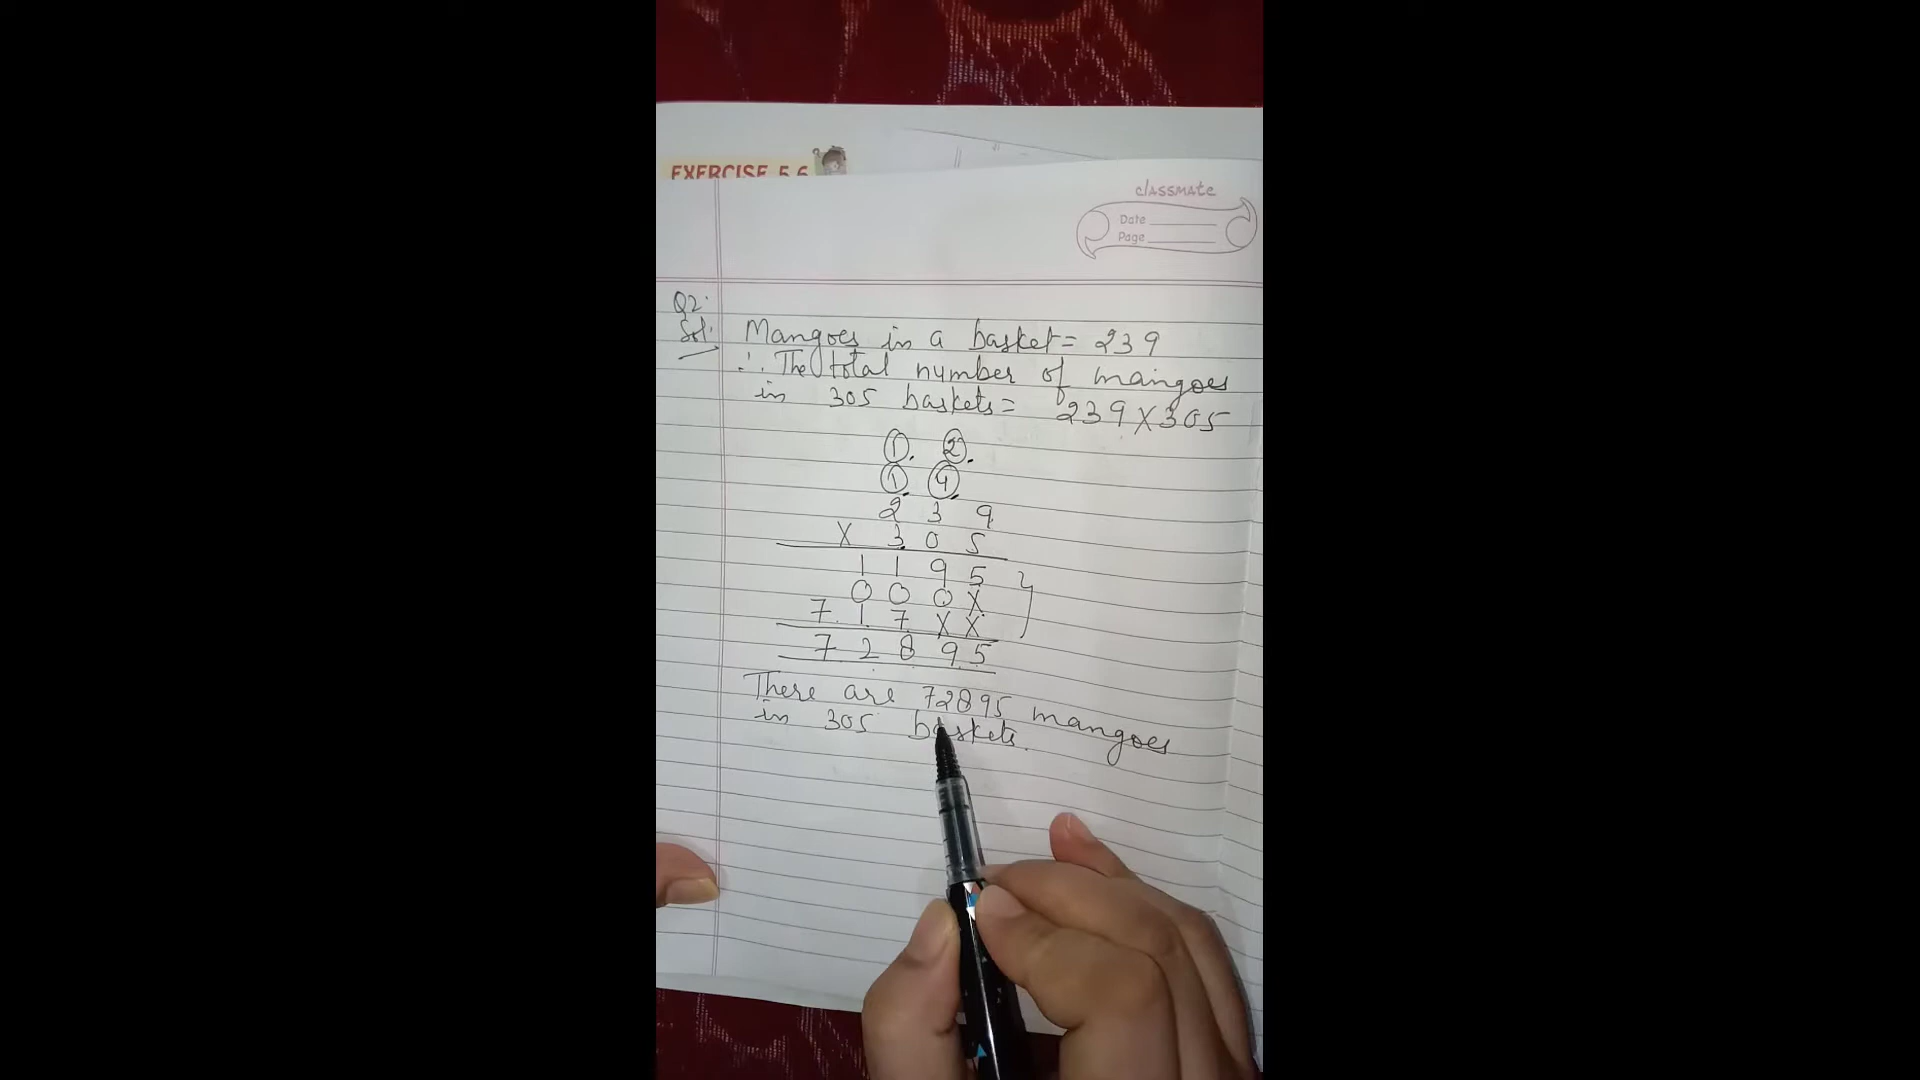 EXERCISE 5.6
classmate
Date
Page
Q2.
Sol. Mangoes in a basket = 239
∴ The total number of mangoes
in 305 baskets = 239 X 305
1 2
1 4
2 3 9
X 3 0 5
1 1 9 5
0 0 0 X
7 1 7 X X
7 2 8 9 5
There are 72895 mangoes
in 305 baskets.